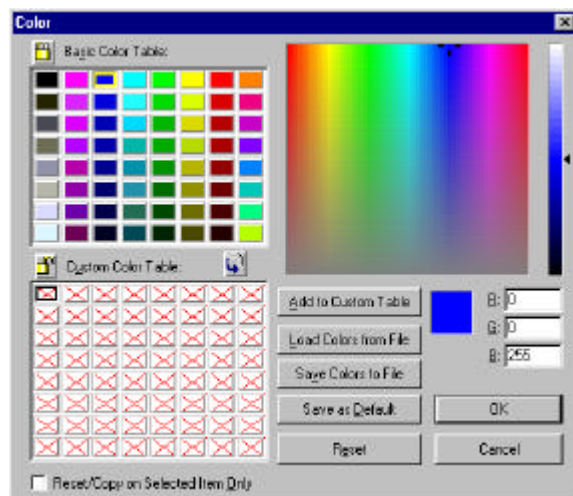 Color
Basic Color Table:
Custom Color Table:
Add to Custom Table
Load Colors from File
Save Colors to File
Save as Default
Reset
R: 0
G: 0
B: 255
OK
Cancel
Reset/Copy on Selected Item Only